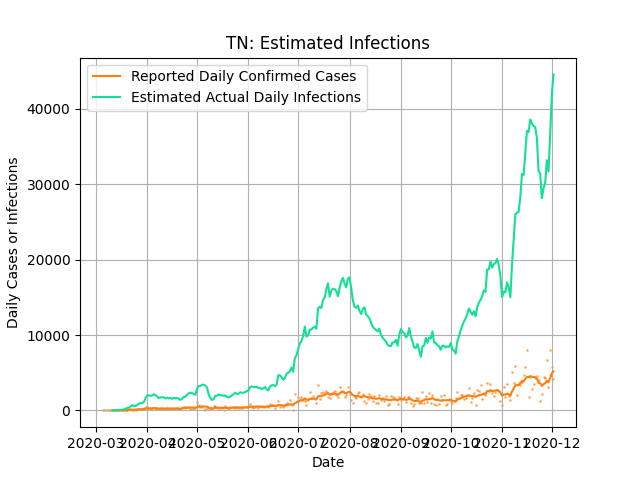 TN: Estimated Infections
Reported Daily Confirmed Cases
Estimated Actual Daily Infections
Daily Cases or Infections
40000
30000
20000
10000
0
2020-03 2020-04 2020-05 2020-06 2020-07 2020-08 2020-09 2020-10 2020-11 2020-12
Date